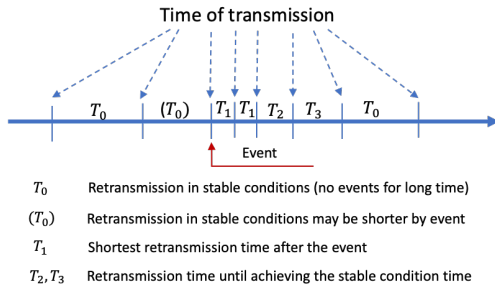 Time of transmission
T₀ (T₀) T₁ T₁ T₂ T₃ T₀
Event
T₀ Retransmission in stable conditions (no events for long time)
(T₀) Retransmission in stable conditions may be shorter by event
T₁ Shortest retransmission time after the event
T₂, T₃ Retransmission time until achieving the stable condition time